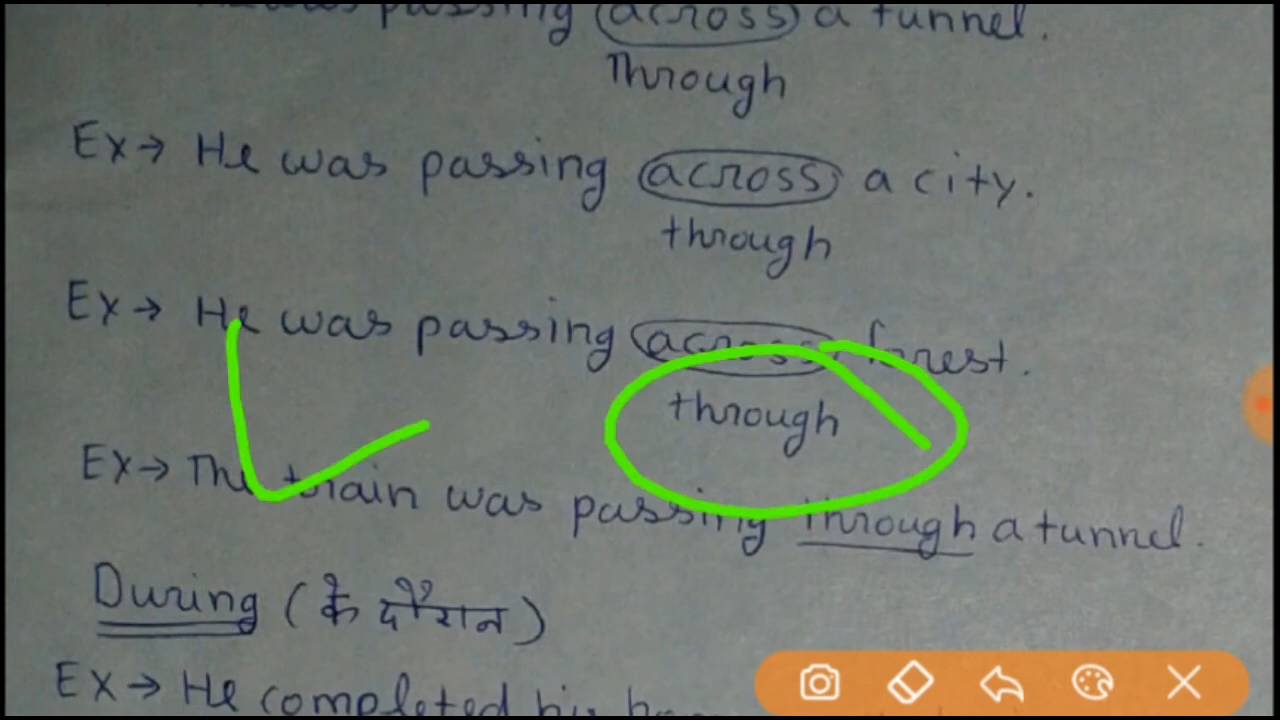 passing across a tunnel.
Through
Ex→ He was passing across a city.
through
Ex→ He was passing across forest.
through
Ex→ The train was passing through a tunnel.
During (के दौरान)
Ex→ He completed his